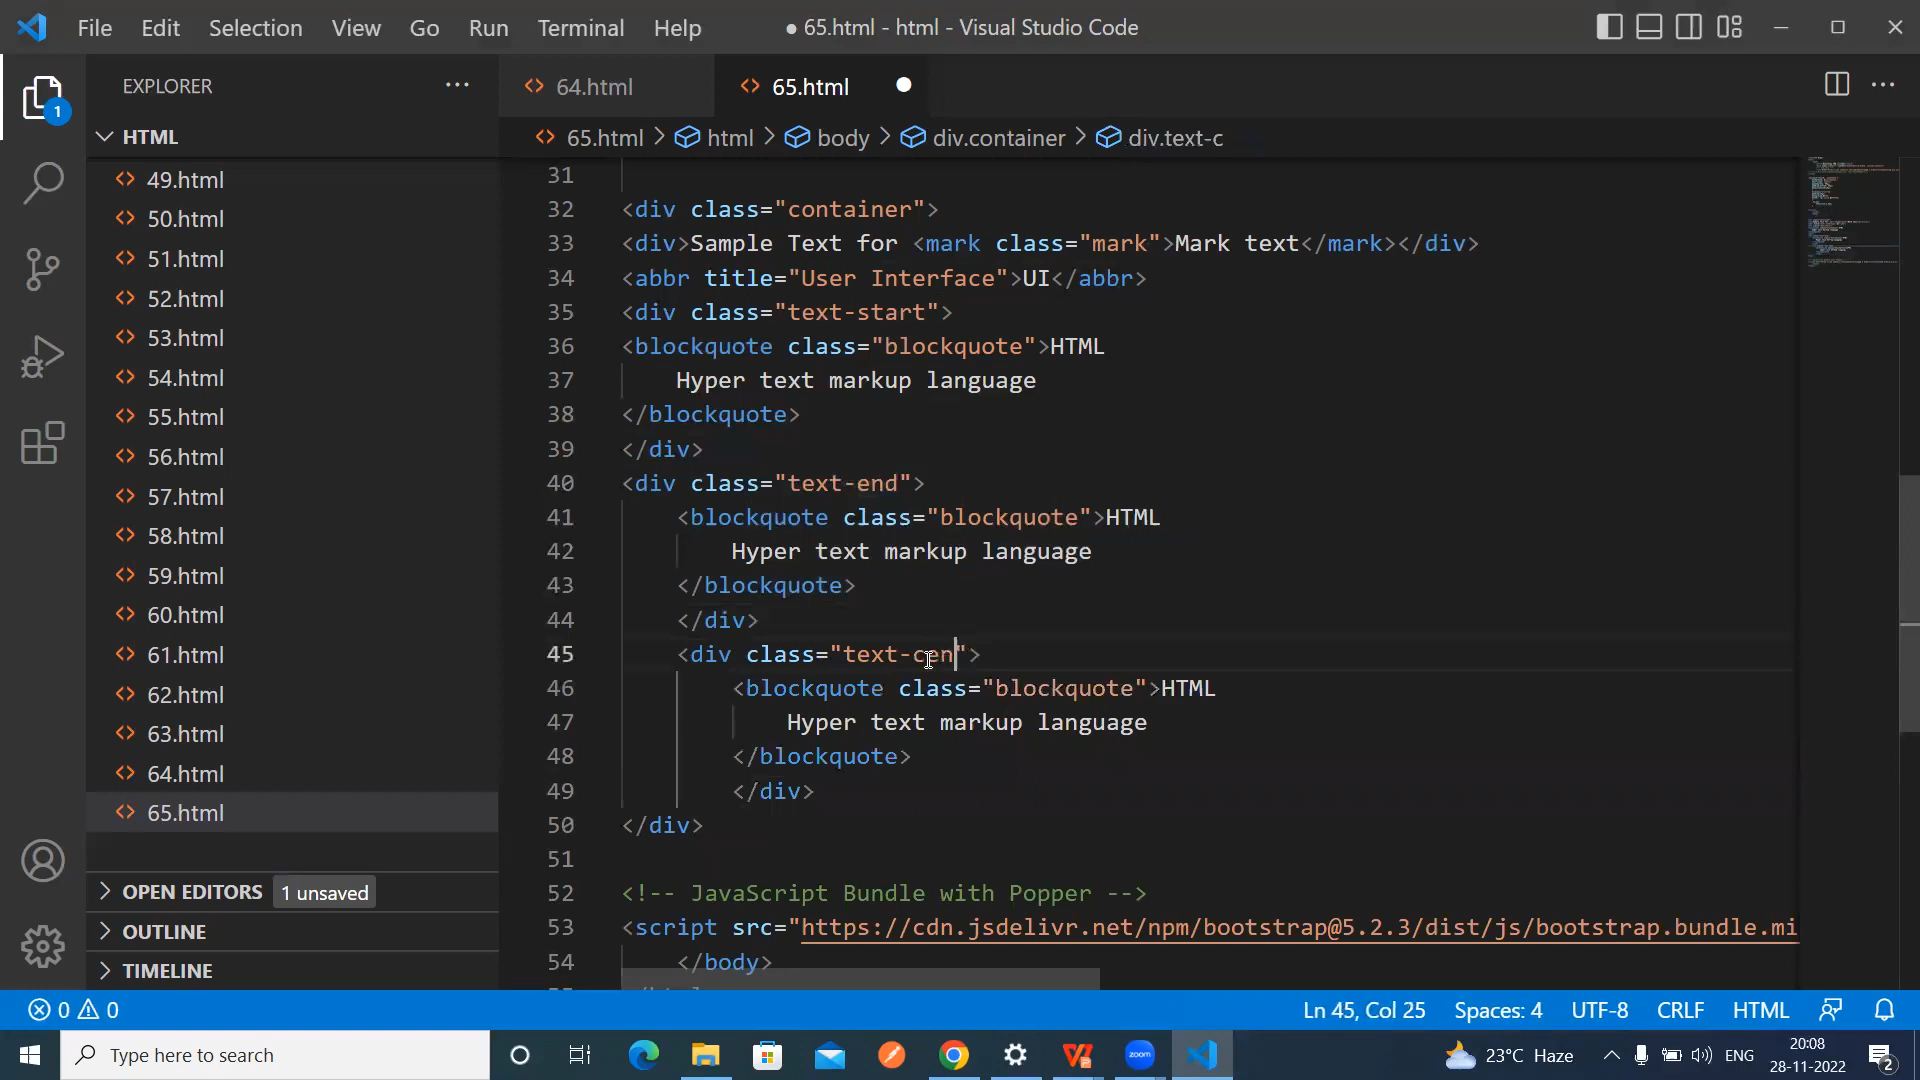 File Edit Selection View Go Run Terminal Help ● 65.html - html - Visual Studio Code
EXPLORER
64.html
65.html
1
HTML
65.html > html > body > div.container > div.text-c
49.html
50.html
51.html
52.html
53.html
54.html
55.html
56.html
57.html
58.html
59.html
60.html
61.html
62.html
63.html
64.html
65.html
OPEN EDITORS 1 unsaved
OUTLINE
TIMELINE
31
32 <div class="container">
33 <div>Sample Text for <mark class="mark">Mark text</mark></div>
34 <abbr title="User Interface">UI</abbr>
35 <div class="text-start">
36 <blockquote class="blockquote">HTML
37 Hyper text markup language
38 </blockquote>
39 </div>
40 <div class="text-end">
41 <blockquote class="blockquote">HTML
42 Hyper text markup language
43 </blockquote>
44 </div>
45 <div class="text-cen">
46 <blockquote class="blockquote">HTML
47 Hyper text markup language
48 </blockquote>
49 </div>
50 </div>
51
52 <!-- JavaScript Bundle with Popper -->
53 <script src="https://cdn.jsdelivr.net/npm/bootstrap@5.2.3/dist/js/bootstrap.bundle.mi
54 </body>
0 0 Ln 45, Col 25 Spaces: 4 UTF-8 CRLF HTML
Type here to search
zoom
23°C Haze
ENG
20:08
28-11-2022
2